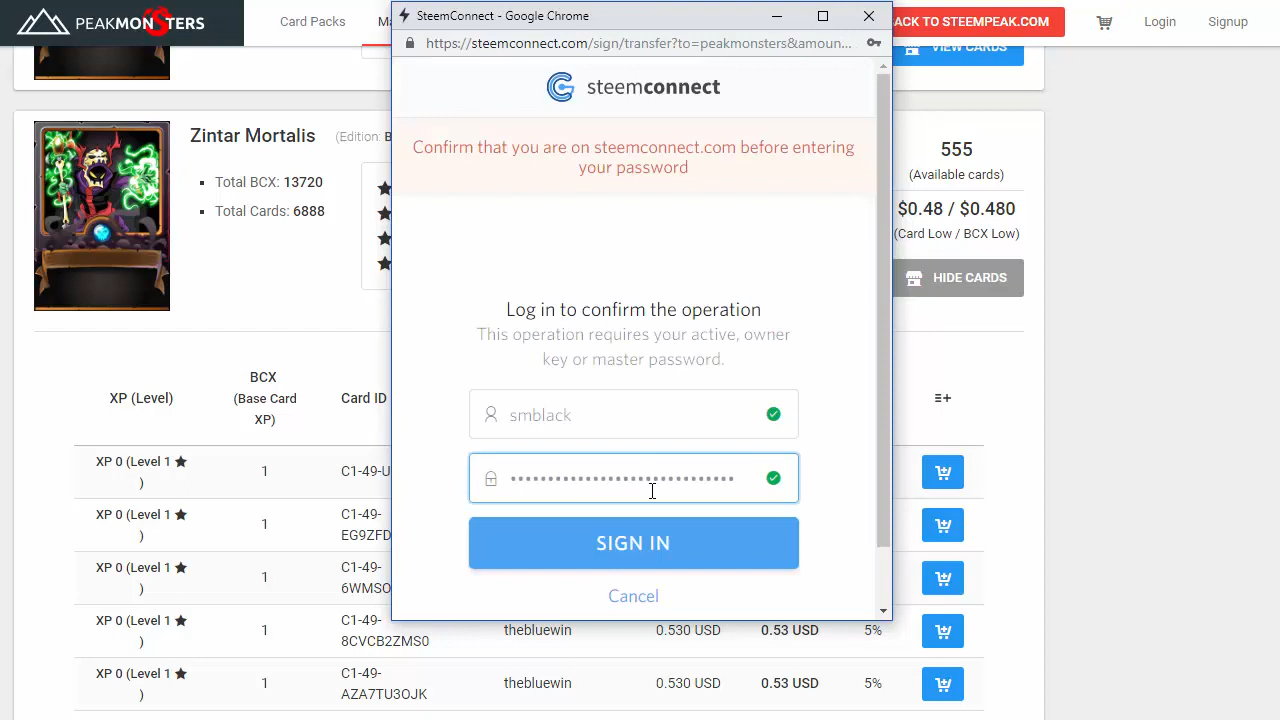 PEAKMONSTERS
Card Packs
Ma
ACK TO STEEMPEAK.COM
Login
Signup
SteemConnect - Google Chrome
https://steemconnect.com/sign/transfer?to=peakmonsters&amoun...
VIEW CARDS
steemconnect
Confirm that you are on steemconnect.com before entering
your password
Zintar Mortalis
(Edition: B
Total BCX: 13720
Total Cards: 6888
555
(Available cards)
$0.48 / $0.480
(Card Low / BCX Low)
HIDE CARDS
Log in to confirm the operation
This operation requires your active, owner
key or master password.
smblack
SIGN IN
Cancel
XP (Level)
BCX
(Base Card
XP)
Card ID
XP 0 (Level 1 ★
)
1
C1-49-U
XP 0 (Level 1 ★
)
1
C1-49-
EG9ZFD
XP 0 (Level 1 ★
)
1
C1-49-
6WMSO
XP 0 (Level 1 ★
)
1
C1-49-
8CVCB2ZMS0
thebluewin
0.530 USD
0.53 USD
5%
XP 0 (Level 1 ★
)
1
C1-49-
AZA7TU3OJK
thebluewin
0.530 USD
0.53 USD
5%